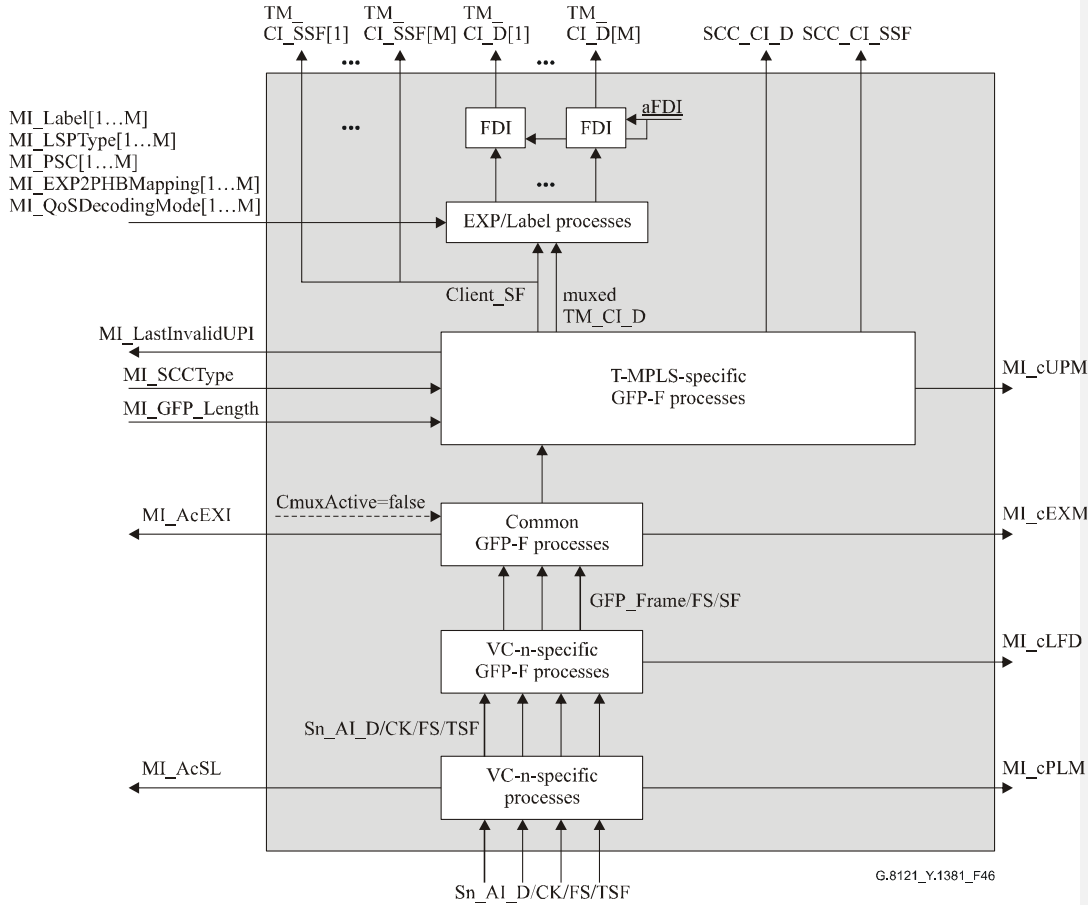 TM_
CI_SSF[1]
TM_
CI_SSF[M]
TM_
CI_D[1]
TM_
CI_D[M]
SCC_CI_D
SCC_CI_SSF
...
...
MI_Label[1…M]
MI_LSPType[1…M]
MI_PSC[1…M]
MI_EXP2PHBMapping[1…M]
MI_QoSDecodingMode[1…M]
...
...
FDI
FDI
aFDI
...
EXP/Label processes
Client_SF
muxed
TM_CI_D
MI_LastInvalidUPI
MI_SCCType
MI_GFP_Length
T-MPLS-specific
GFP-F processes
MI_cUPM
CmuxActive=false
MI_AcEXI
Common
GFP-F processes
MI_cEXM
GFP_Frame/FS/SF
VC-n-specific
GFP-F processes
MI_cLFD
Sn_AI_D/CK/FS/TSF
MI_AcSL
VC-n-specific
processes
MI_cPLM
Sn_AI_D/CK/FS/TSF
G.8121_Y.1381_F46